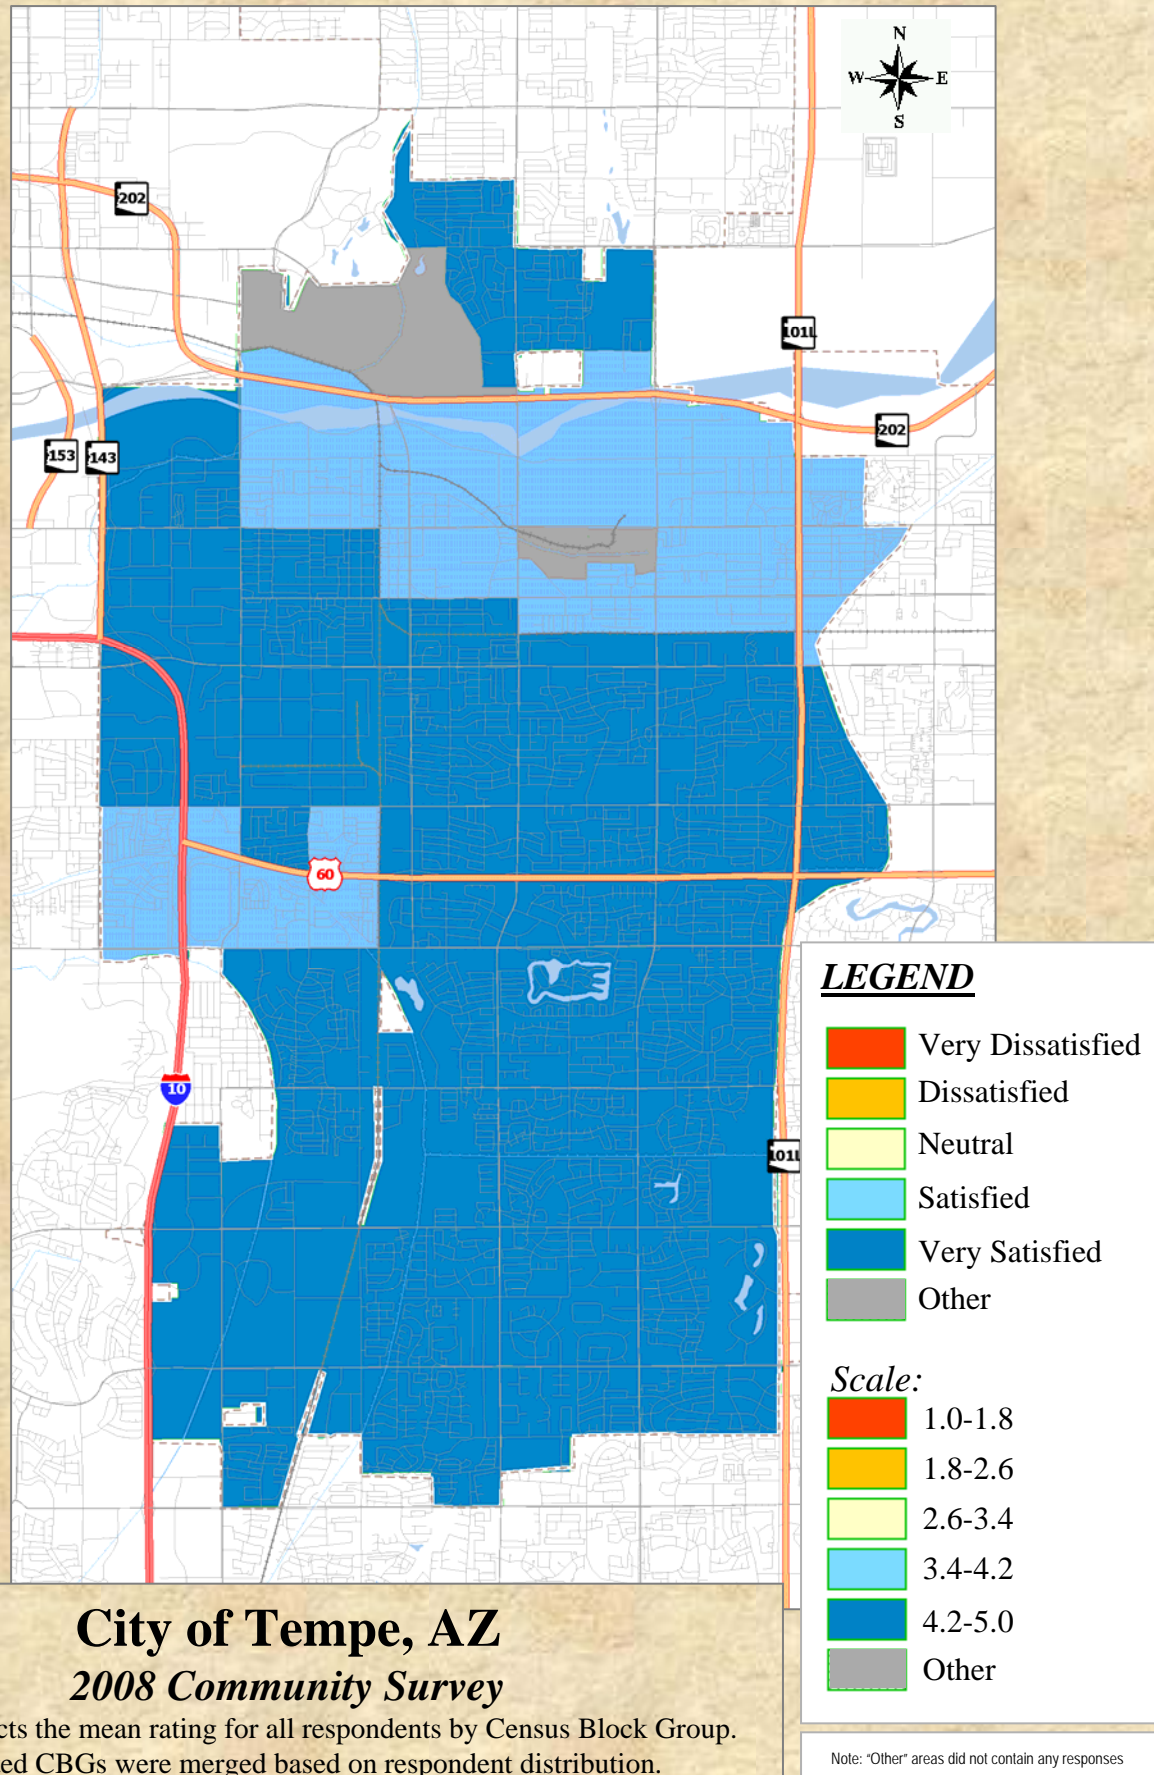 N
W E
S
202
101L
202
153
143
60
10
101L
LEGEND
Very Dissatisfied
Dissatisfied
Neutral
Satisfied
Very Satisfied
Other
Scale:
1.0-1.8
1.8-2.6
2.6-3.4
3.4-4.2
4.2-5.0
Other
City of Tempe, AZ
2008 Community Survey
the mean rating for all respondents by Census Block Group.
CBGs were merged based on respondent distribution.
Note: "Other" areas did not contain any responses